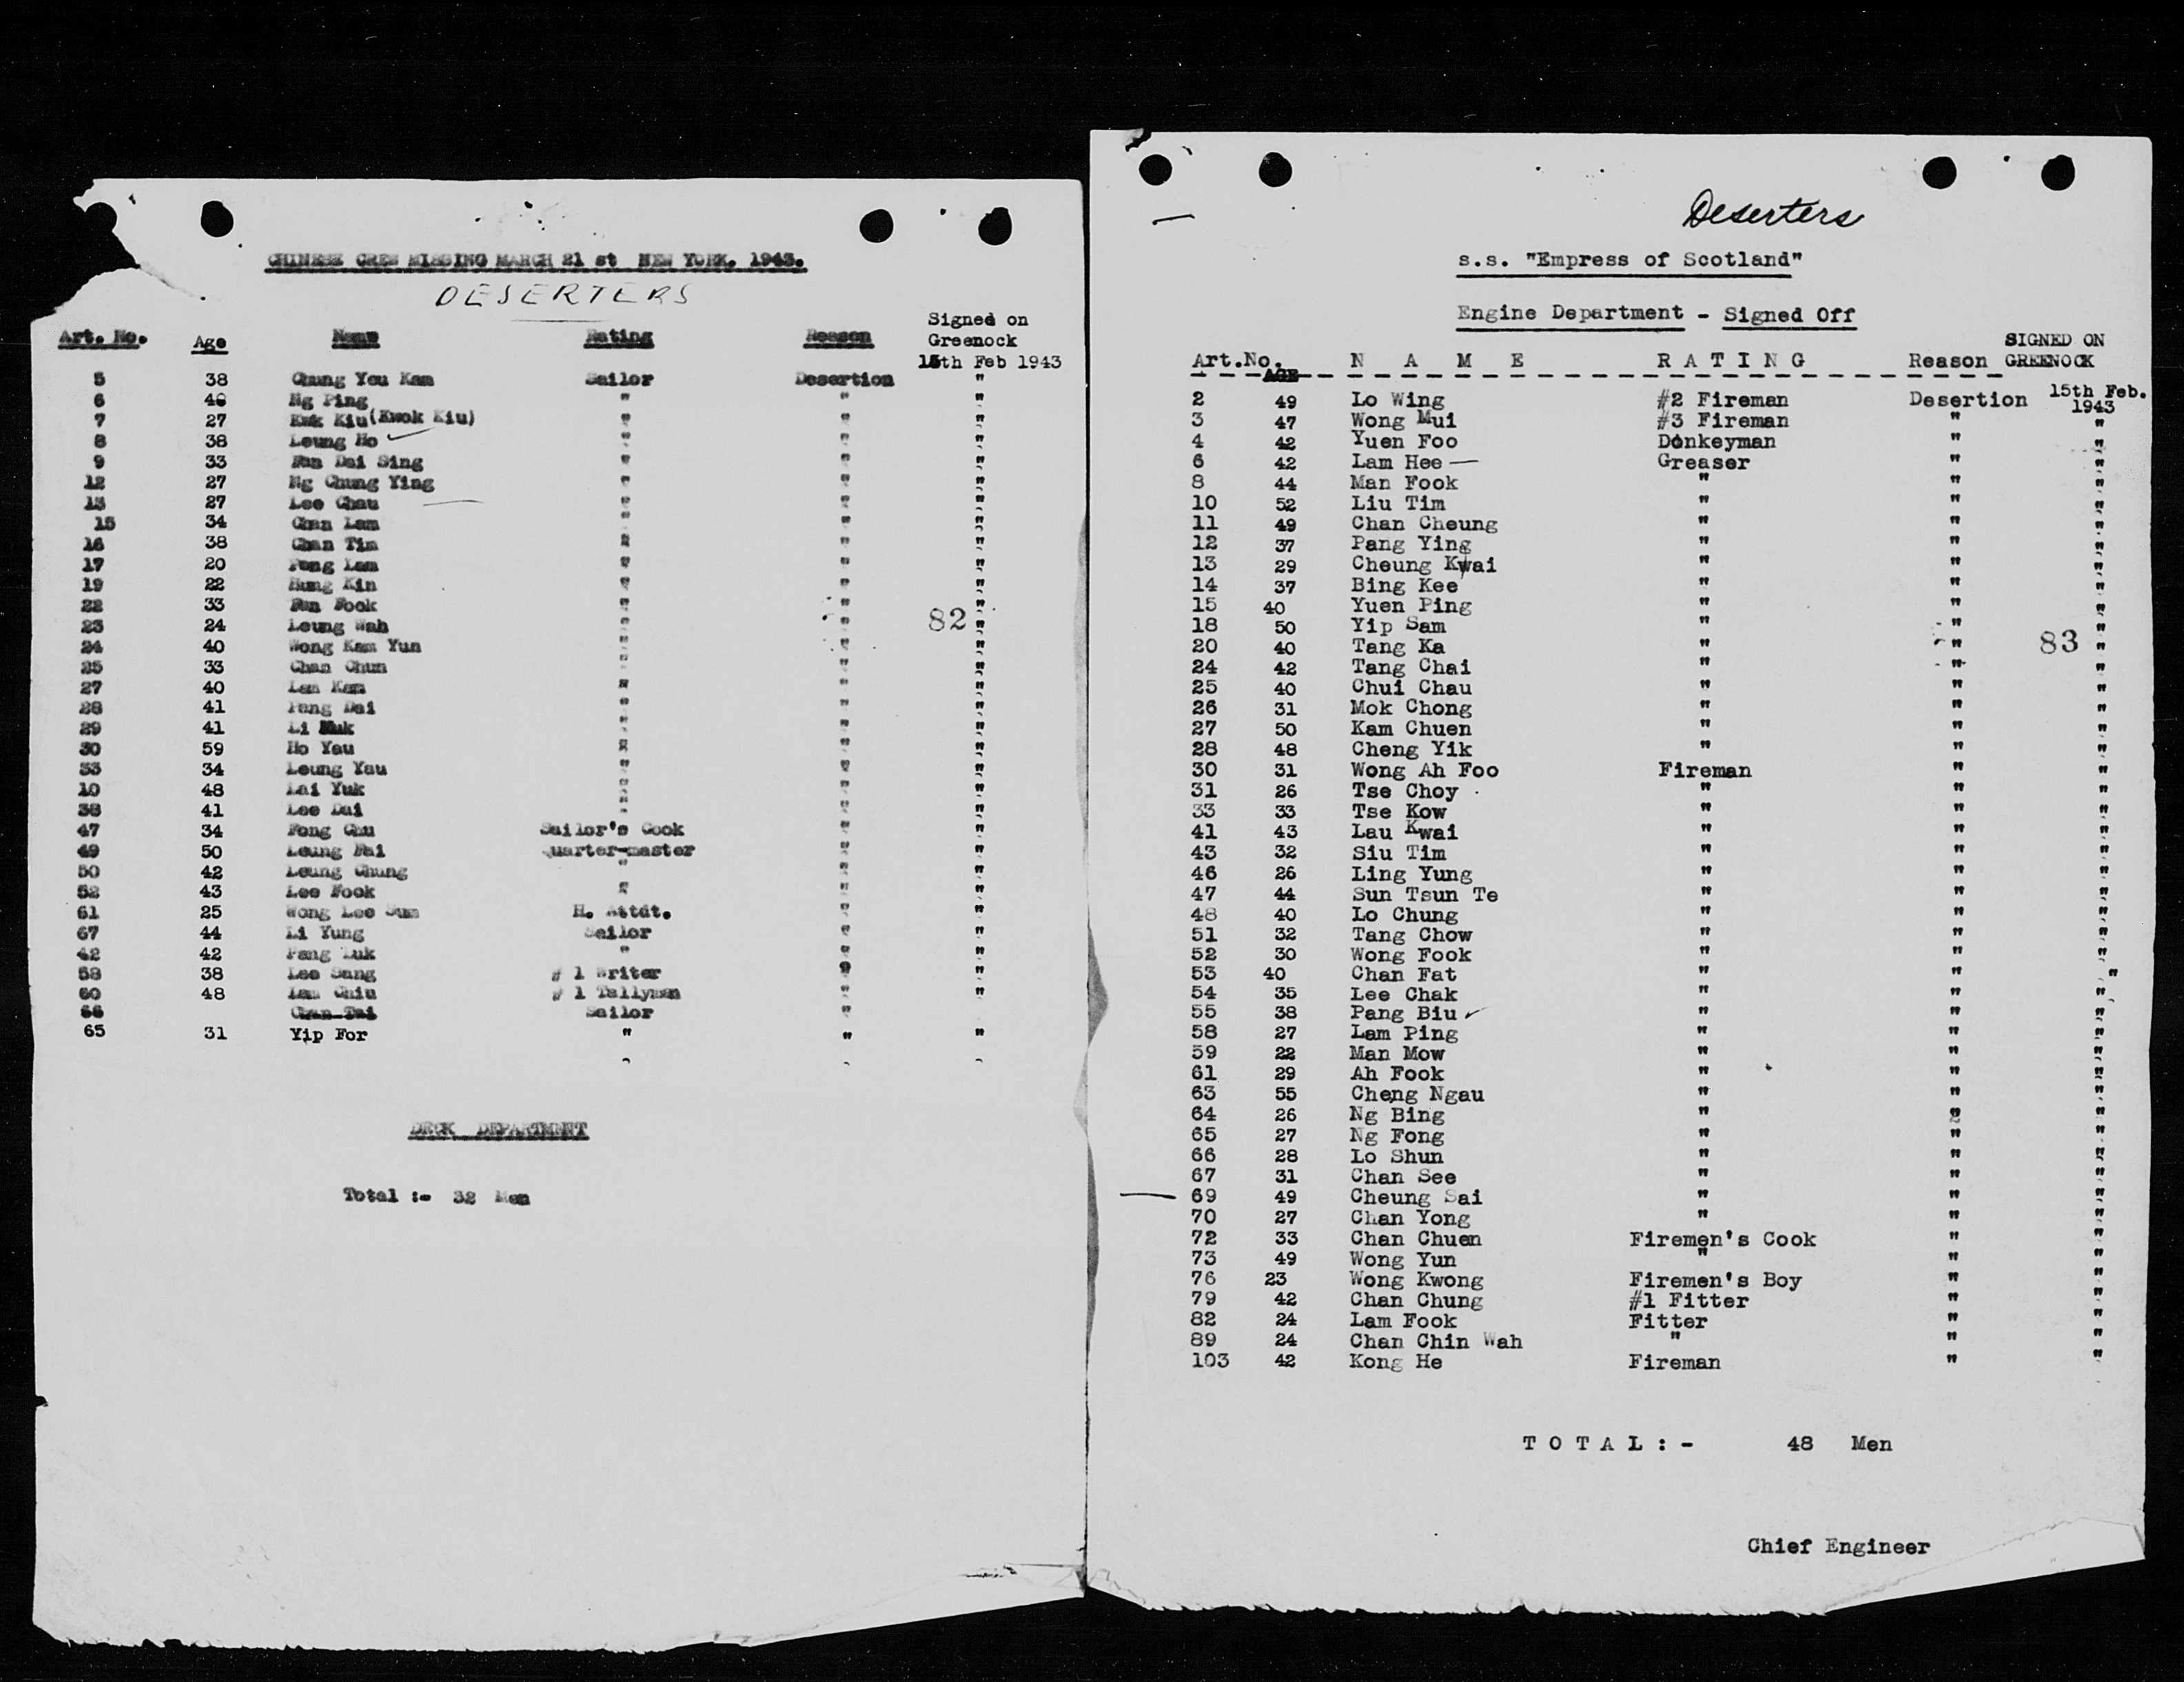 CHINESE CREW MISSING MARCH 21 st NEW YORK. 1943.
DESERTERS
Art. No. Age Name Rating Reason Signed on Greenock 15th Feb 1943
5 38 Chung You Kam Sailor Desertion "
6 40 Ng Ping " " "
7 27 Kwk Kiu (Kwok Kiu) " " "
8 38 Leung Ho " " "
9 33 Fan Dai Sing " " "
12 27 Ng Chung Ying " " "
13 27 Lee Chau " " "
15 34 Chan Lam " " "
16 38 Chan Tim " " "
17 20 Fong Lam " " "
19 22 Hung Kin " " "
22 33 Fan Fook " " "
23 24 Leung Wah " " "
82
24 40 Wong Kam Yun " " "
25 33 Chan Chun " " "
27 40 Lam Kam " " "
28 41 Pang Dai " " "
29 41 Li " " "
30 59 Ho Yau " " "
33 34 Leung Yau " " "
10 48 Lai Yuk " " "
38 41 Lee Dai " " "
47 34 Fong Chu Sailor's Cook " "
49 50 Leung Quarter-master " "
50 42 Leung Chung " " "
52 43 Lee Fook " " "
61 25 Wong Lee Sum H. Attdt. " "
67 44 Li Yung Sailor " "
42 42 Pang Luk " " "
58 38 Lee Sang # 1 Writer " "
60 48 Lam Chiu # 1 Tallyman " "
66 Chan Tai Sailor "
65 31 Yip For " " "
DECK DEPARTMENT
Total :- 32 Men
Deserters
s.s. "Empress of Scotland"
Engine Department - Signed Off
Art.No. AGE N A M E R A T I N G Reason SIGNED ON GREENOCK
2 49 Lo Wing #2 Fireman Desertion 15th Feb. 1943
3 47 Wong Mui #3 Fireman " "
4 42 Yuen Foo Donkeyman " "
6 42 Lam Hee Greaser " "
8 44 Man Fook " " "
10 52 Liu Tim " " "
11 49 Chan Cheung " " "
12 37 Pang Ying " " "
13 29 Cheung Kwai " " "
14 37 Bing Kee " " "
15 40 Yuen Ping " " "
18 50 Yip Sam " " "
20 40 Tang Ka " " "
83
24 42 Tang Chai " " "
25 40 Chui Chau " " "
26 31 Mok Chong " " "
27 50 Kam Chuen " " "
28 48 Cheng Yik " " "
30 31 Wong Ah Foo Fireman " "
31 26 Tse Choy " " "
33 33 Tse Kow " " "
41 43 Lau Kwai " " "
43 32 Siu Tim " " "
46 26 Ling Yung " " "
47 44 Sun Tsun Te " " "
48 40 Lo Chung " " "
51 32 Tang Chow " " "
52 30 Wong Fook " " "
53 40 Chan Fat " " "
54 35 Lee Chak " " "
55 38 Pang Biu " " "
58 27 Lam Ping " " "
59 22 Man Mow " " "
61 29 Ah Fook " " "
63 55 Cheng Ngau " " "
64 26 Ng Bing " " "
65 27 Ng Fong " " "
66 28 Lo Shun " " "
67 31 Chan See " " "
69 49 Cheung Sai " " "
70 27 Chan Yong " " "
72 33 Chan Chuen Firemen's Cook " "
73 49 Wong Yun " " "
76 23 Wong Kwong Firemen's Boy " "
79 42 Chan Chung #1 Fitter " "
82 24 Lam Fook Fitter " "
89 24 Chan Chin Wah " " "
103 42 Kong He Fireman " "
T O T A L : - 48 Men
Chief Engineer